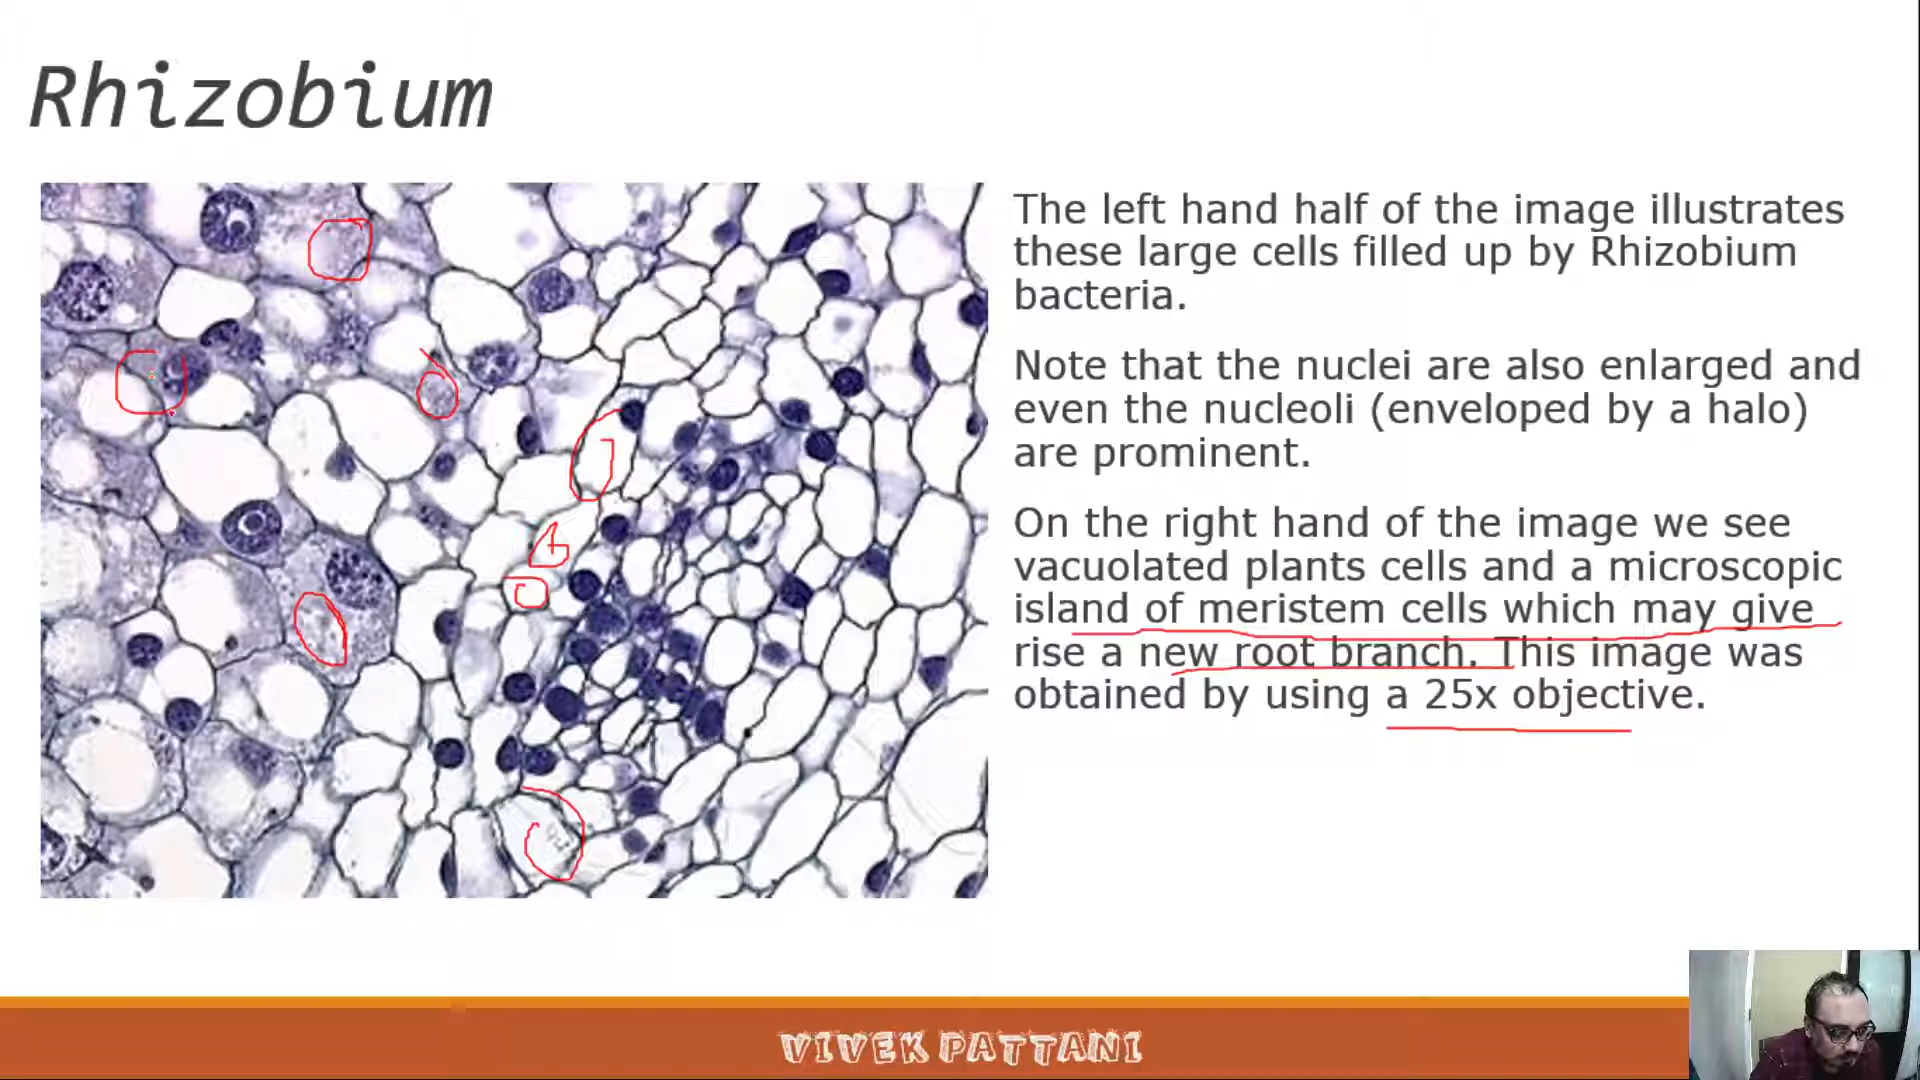 Rhizobium
The left hand half of the image illustrates
these large cells filled up by Rhizobium
bacteria.
Note that the nuclei are also enlarged and
even the nucleoli (enveloped by a halo)
are prominent.
On the right hand of the image we see
vacuolated plants cells and a microscopic
island of meristem cells which may give
rise a new root branch. This image was
obtained by using a 25x objective.
VIVEK PATTANI